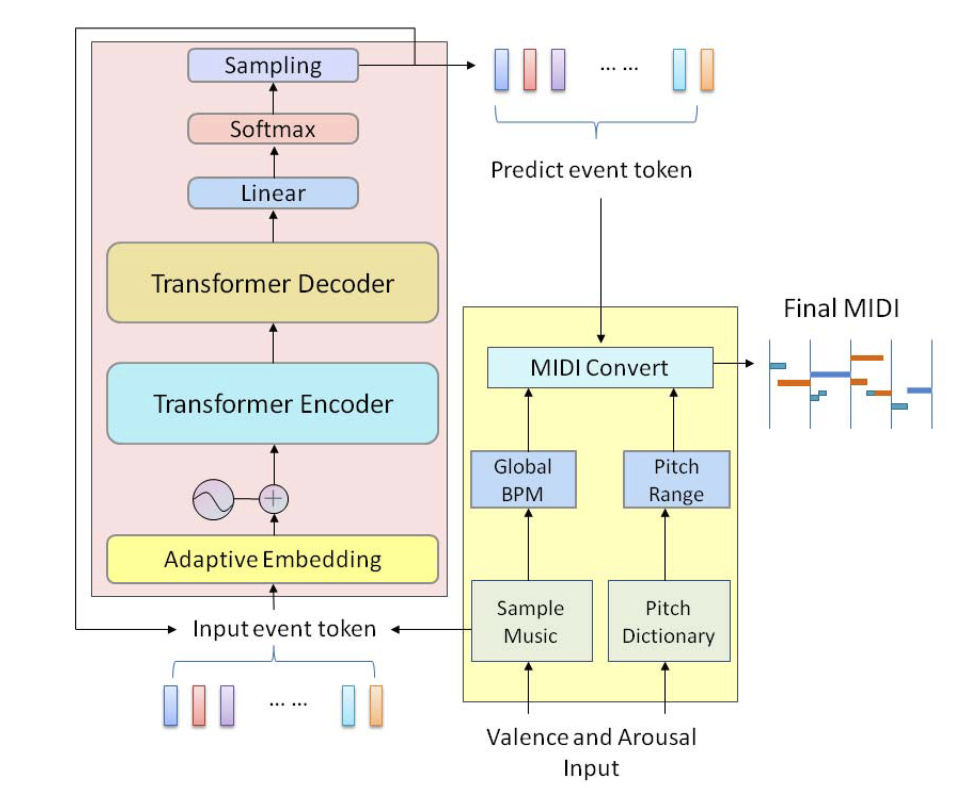 Sampling
Softmax
Linear
Transformer Decoder
Transformer Encoder
Adaptive Embedding
Input event token
... ...
... ...
Predict event token
MIDI Convert
Global
BPM
Pitch
Range
Sample
Music
Pitch
Dictionary
Valence and Arousal
Input
Final MIDI